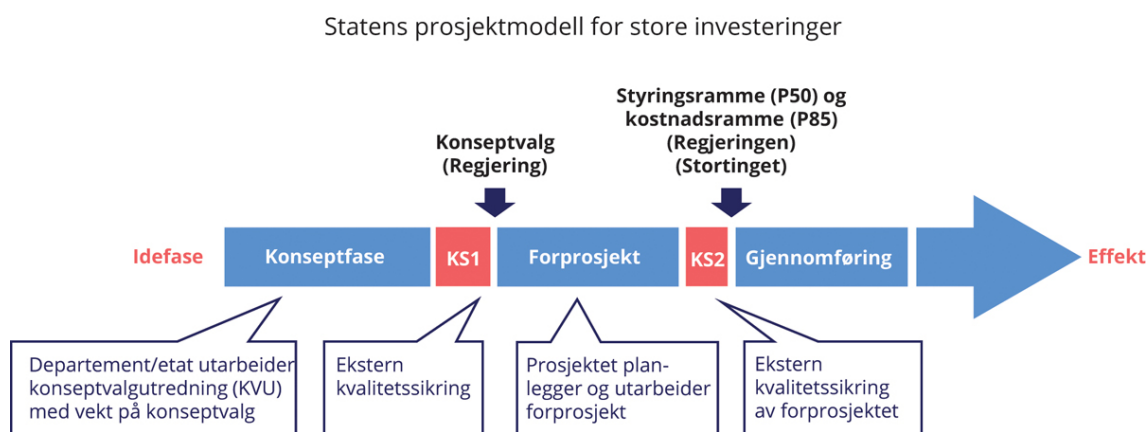 Statens prosjektmodell for store investeringer
Konseptvalg
(Regjering)
Styringsramme (P50) og
kostnadsramme (P85)
(Regjeringen)
(Stortinget)
Idefase
Konseptfase
KS1
Forprosjekt
KS2
Gjennomføring
Effekt
Departement/etat utarbeider
konseptvalgutredning (KVU)
med vekt på konseptvalg
Ekstern
kvalitetssikring
Prosjektet plan-
legger og utarbeider
forprosjekt
Ekstern
kvalitetssikring
av forprosjektet